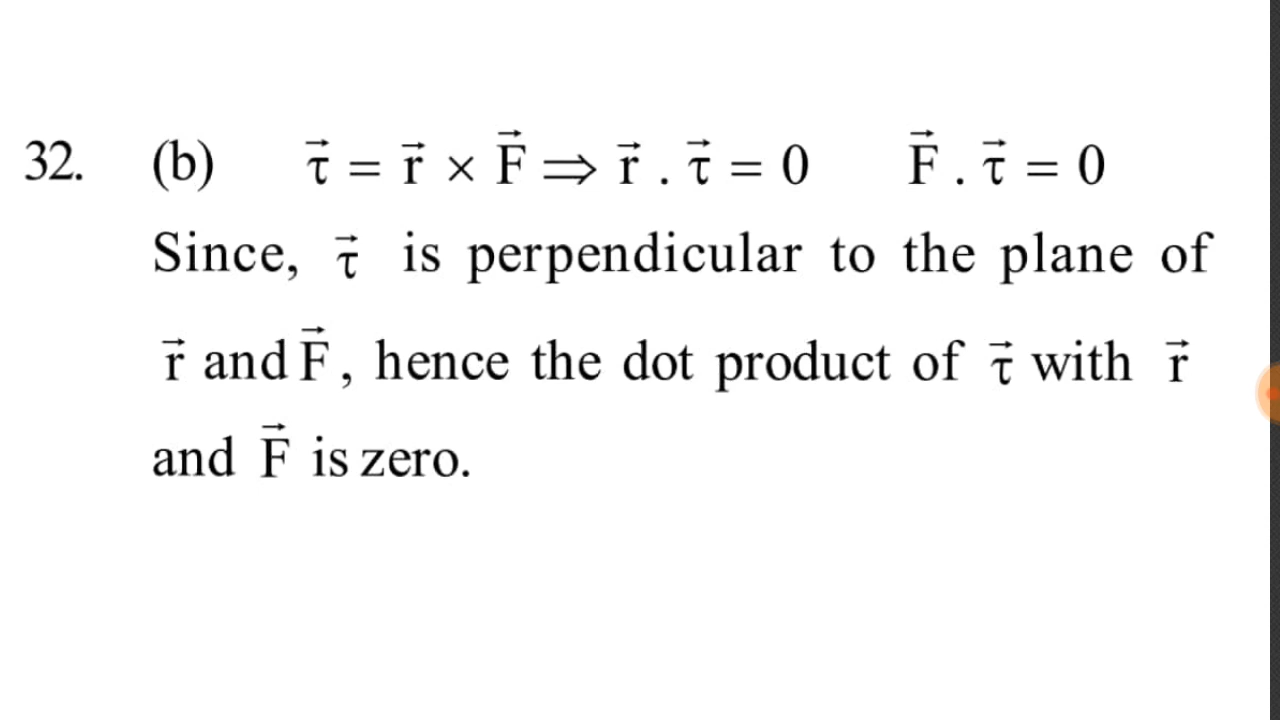 32. (b) τ⃗ = r⃗ × F⃗ ⇒ r⃗ . τ⃗ = 0 F⃗ . τ⃗ = 0
Since, τ⃗ is perpendicular to the plane of
r⃗ and F⃗ , hence the dot product of τ⃗ with r⃗
and F⃗ is zero.